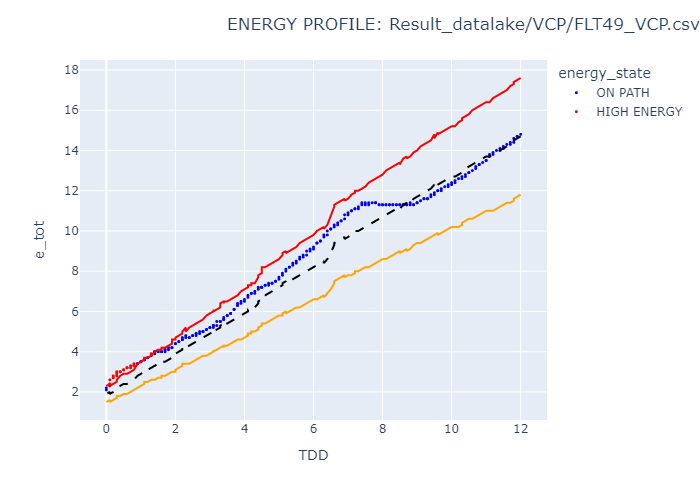 ENERGY PROFILE: Result_datalake/VCP/FLT49_VCP.csv
energy_state
ON PATH
HIGH ENERGY
e_tot
18
16
14
12
10
8
6
4
2
0 2 4 6 8 10 12
TDD